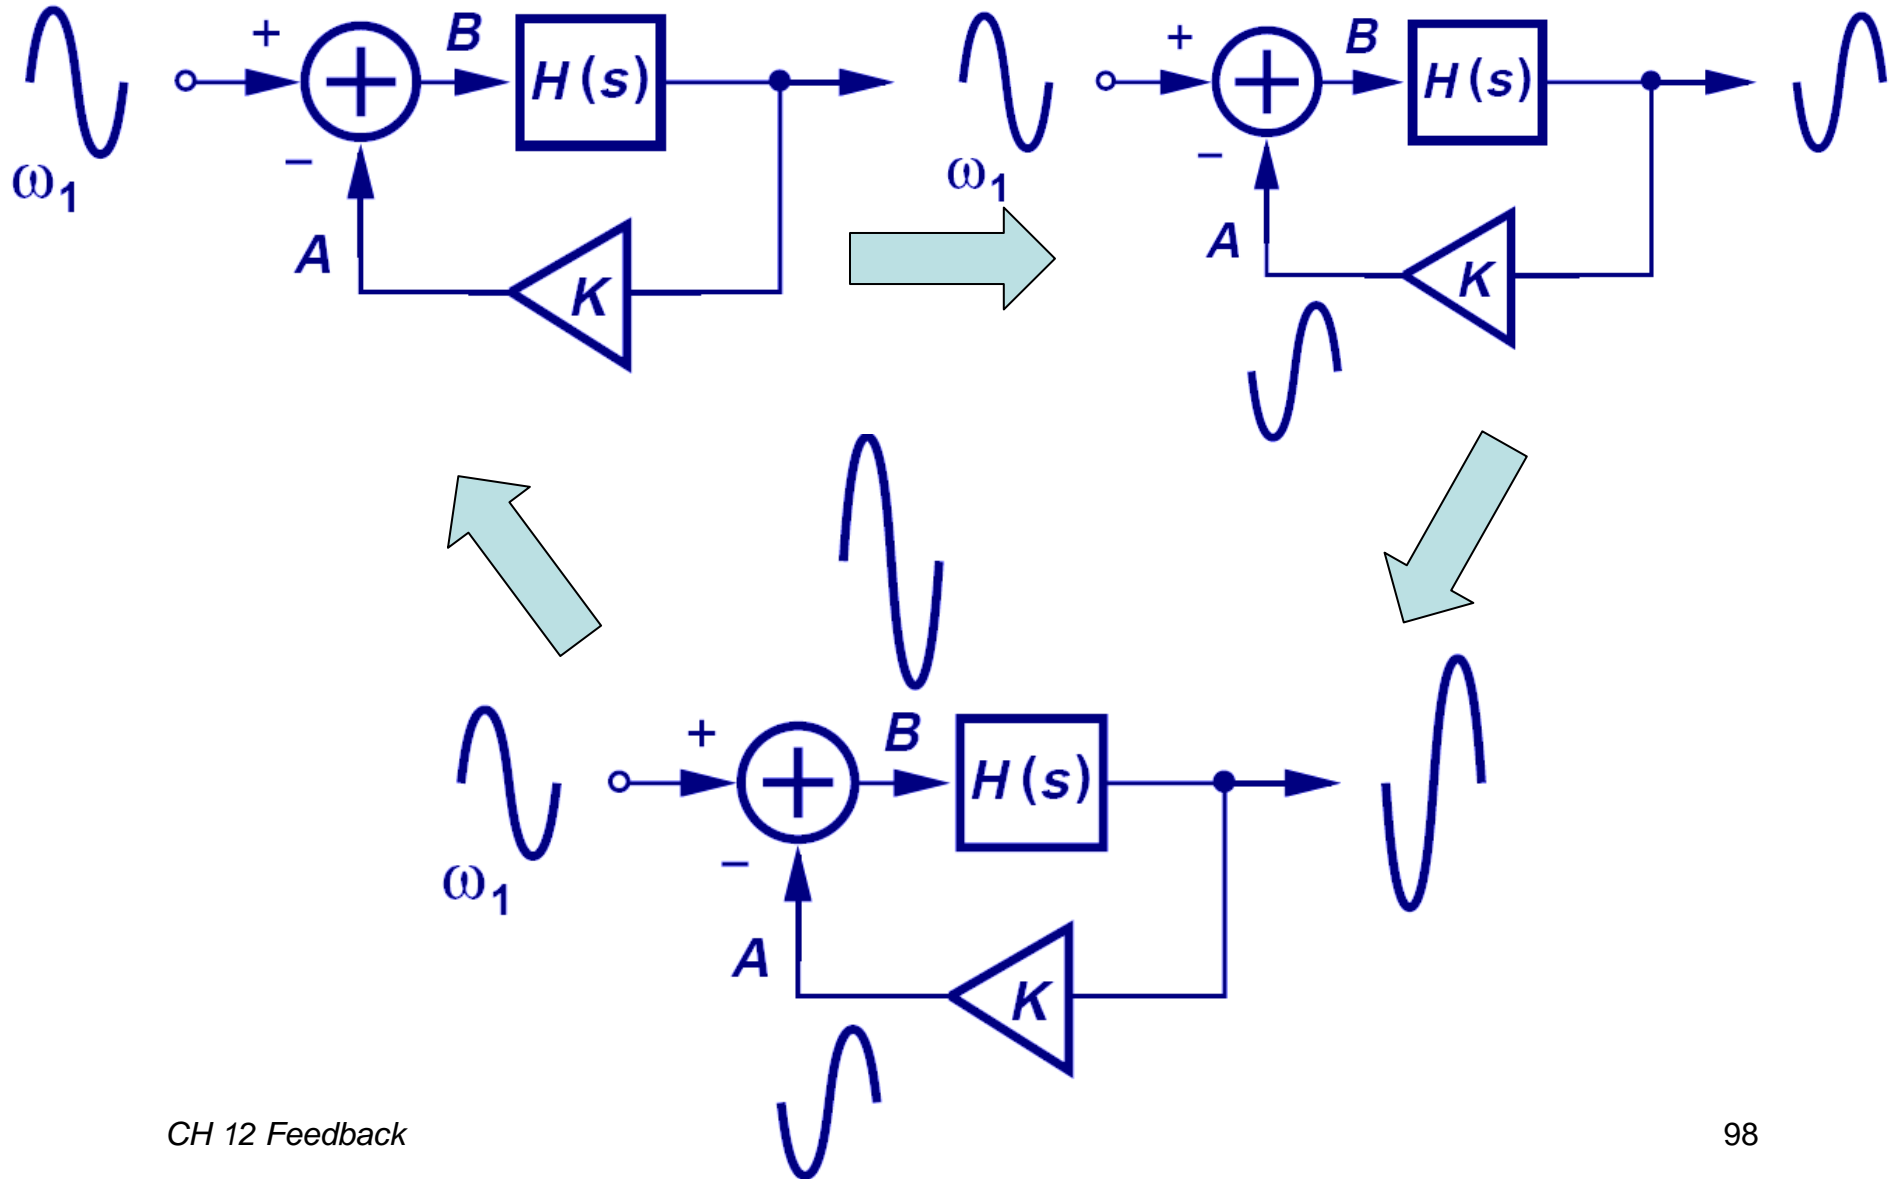 + B H(s)
−
ω1
A
K
+ B H(s)
−
ω1
A
K
+ B H(s)
−
ω1
A
K
CH 12 Feedback 98